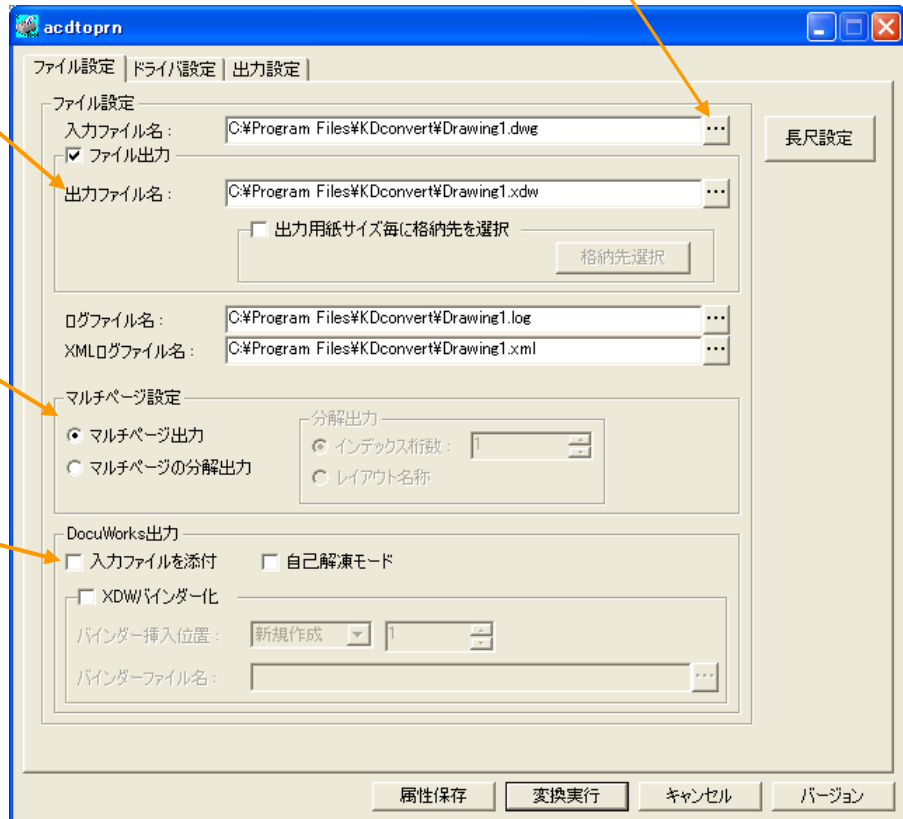 acdtoprn
ファイル設定 ドライバ設定 出力設定
ファイル設定
入力ファイル名： C:¥Program Files¥KDconvert¥Drawing1.dwg ...
長尺設定
ファイル出力
出力ファイル名： C:¥Program Files¥KDconvert¥Drawing1.xdw ...
出力用紙サイズ毎に格納先を選択
格納先選択
ログファイル名： C:¥Program Files¥KDconvert¥Drawing1.log ...
XMLログファイル名： C:¥Program Files¥KDconvert¥Drawing1.xml ...
マルチページ設定
マルチページ出力
マルチページの分解出力
分解出力
インデックス桁数： 1
レイアウト名称
DocuWorks出力
入力ファイルを添付 自己解凍モード
XDWバインダー化
バインダー挿入位置： 新規作成 1
バインダーファイル名： ...
属性保存 変換実行 キャンセル バージョン